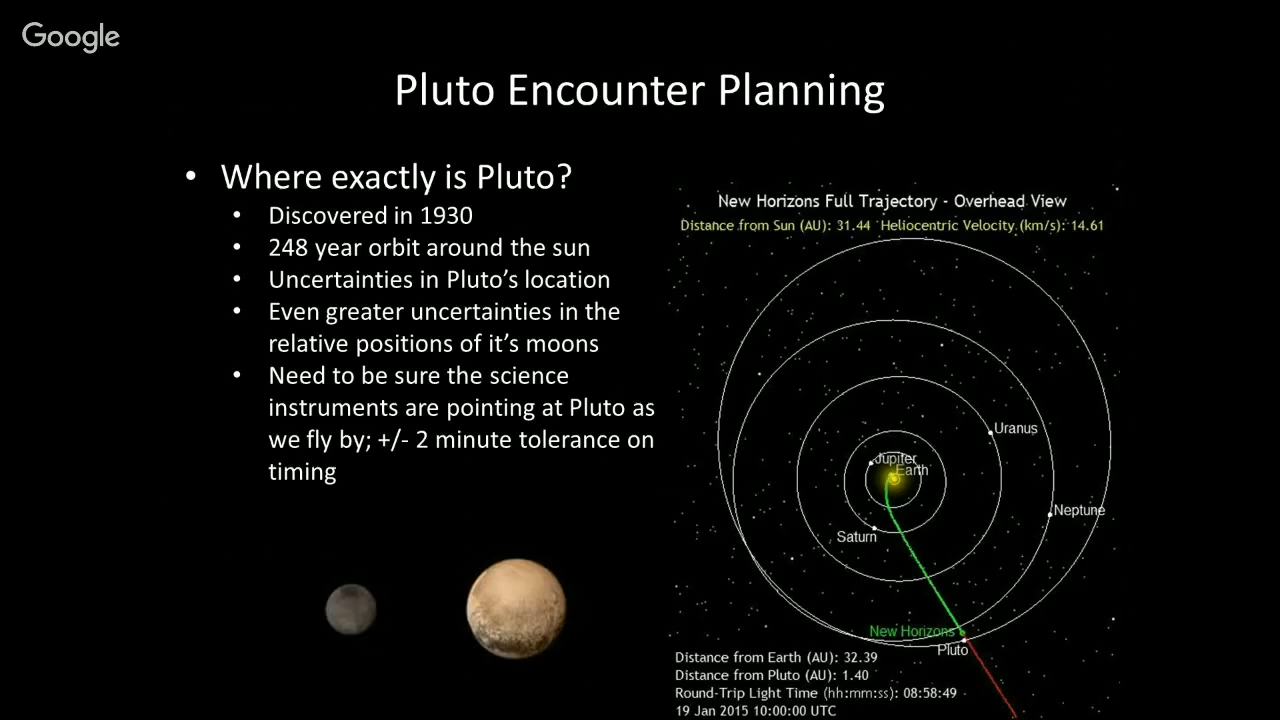 Google
Pluto Encounter Planning
• Where exactly is Pluto?
• Discovered in 1930
• 248 year orbit around the sun
• Uncertainties in Pluto’s location
• Even greater uncertainties in the
relative positions of it’s moons
• Need to be sure the science
instruments are pointing at Pluto as
we fly by; +/- 2 minute tolerance on
timing
New Horizons Full Trajectory - Overhead View
Distance from Sun (AU): 31.44 Heliocentric Velocity (km/s): 14.61
Uranus
Jupiter
Earth
Neptune
Saturn
New Horizons
Pluto
Distance from Earth (AU): 32.39
Distance from Pluto (AU): 1.40
Round-Trip Light Time (hh:mm:ss): 08:58:49
19 Jan 2015 10:00:00 UTC